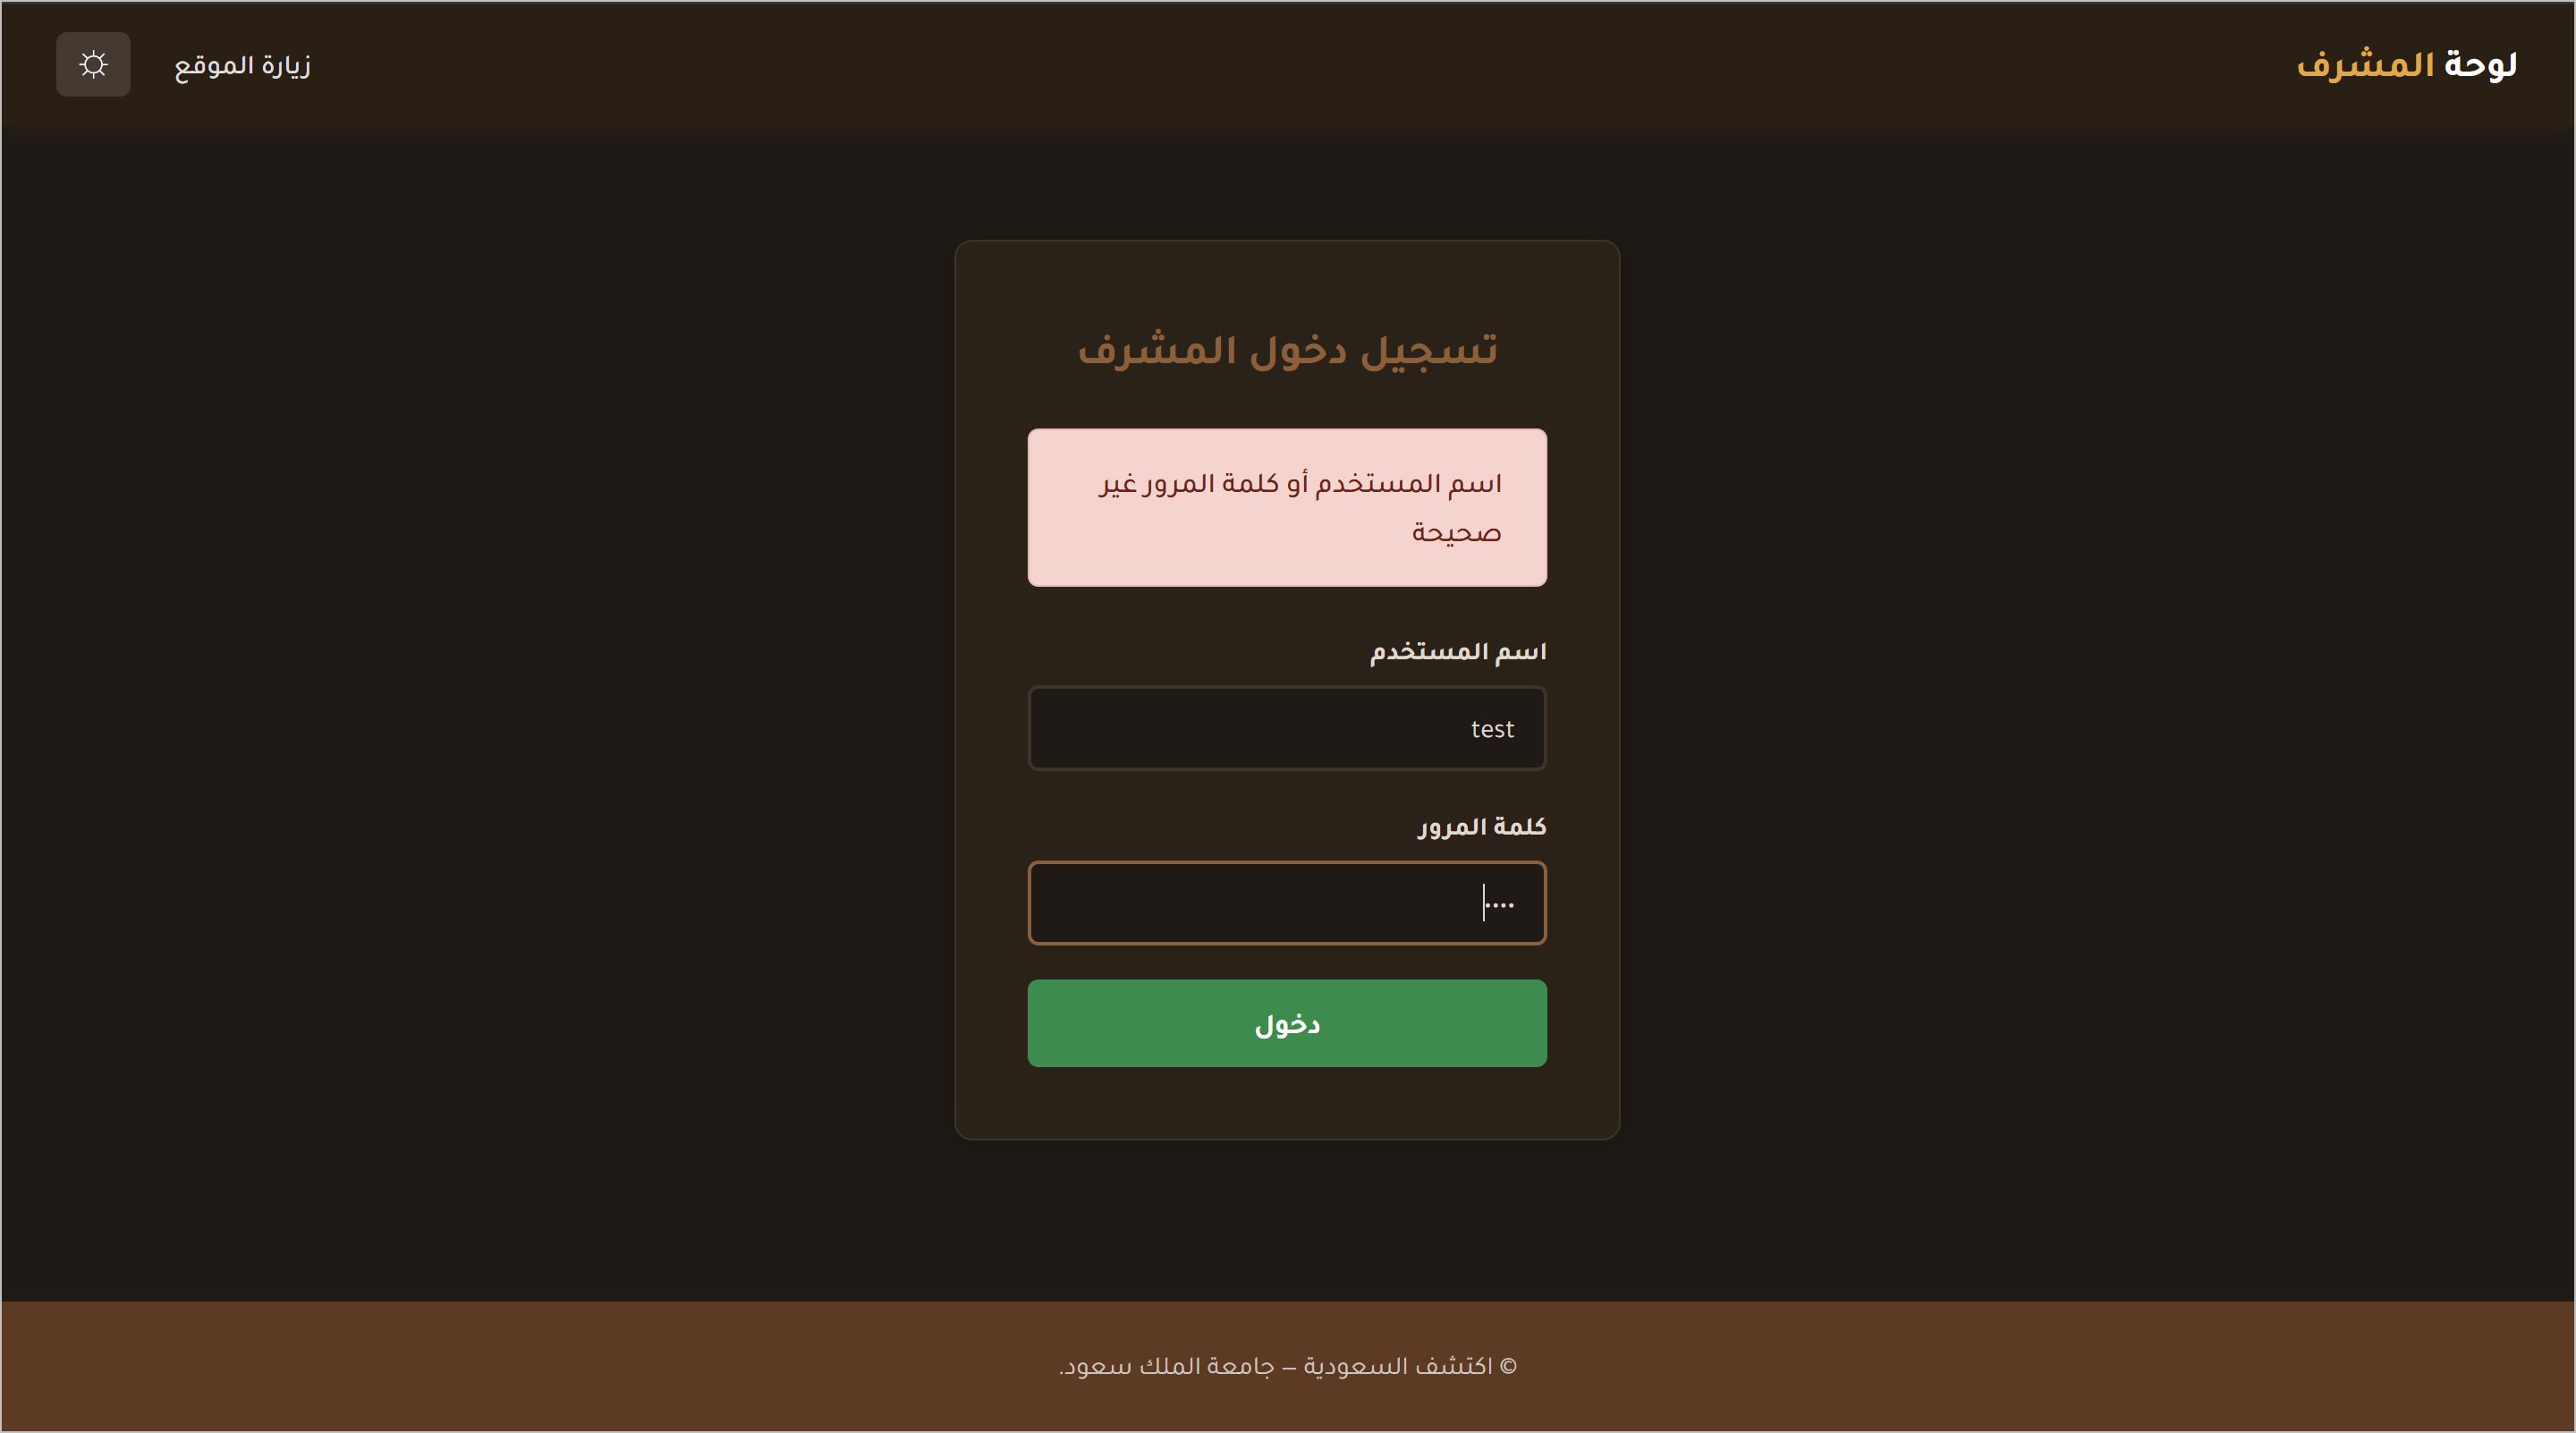 لوحة المشرف
زيارة الموقع
تسجيل دخول المشرف
اسم المستخدم أو كلمة المرور غير
صحيحة
اسم المستخدم
test
كلمة المرور
....
دخول
© اكتشف السعودية – جامعة الملك سعود.